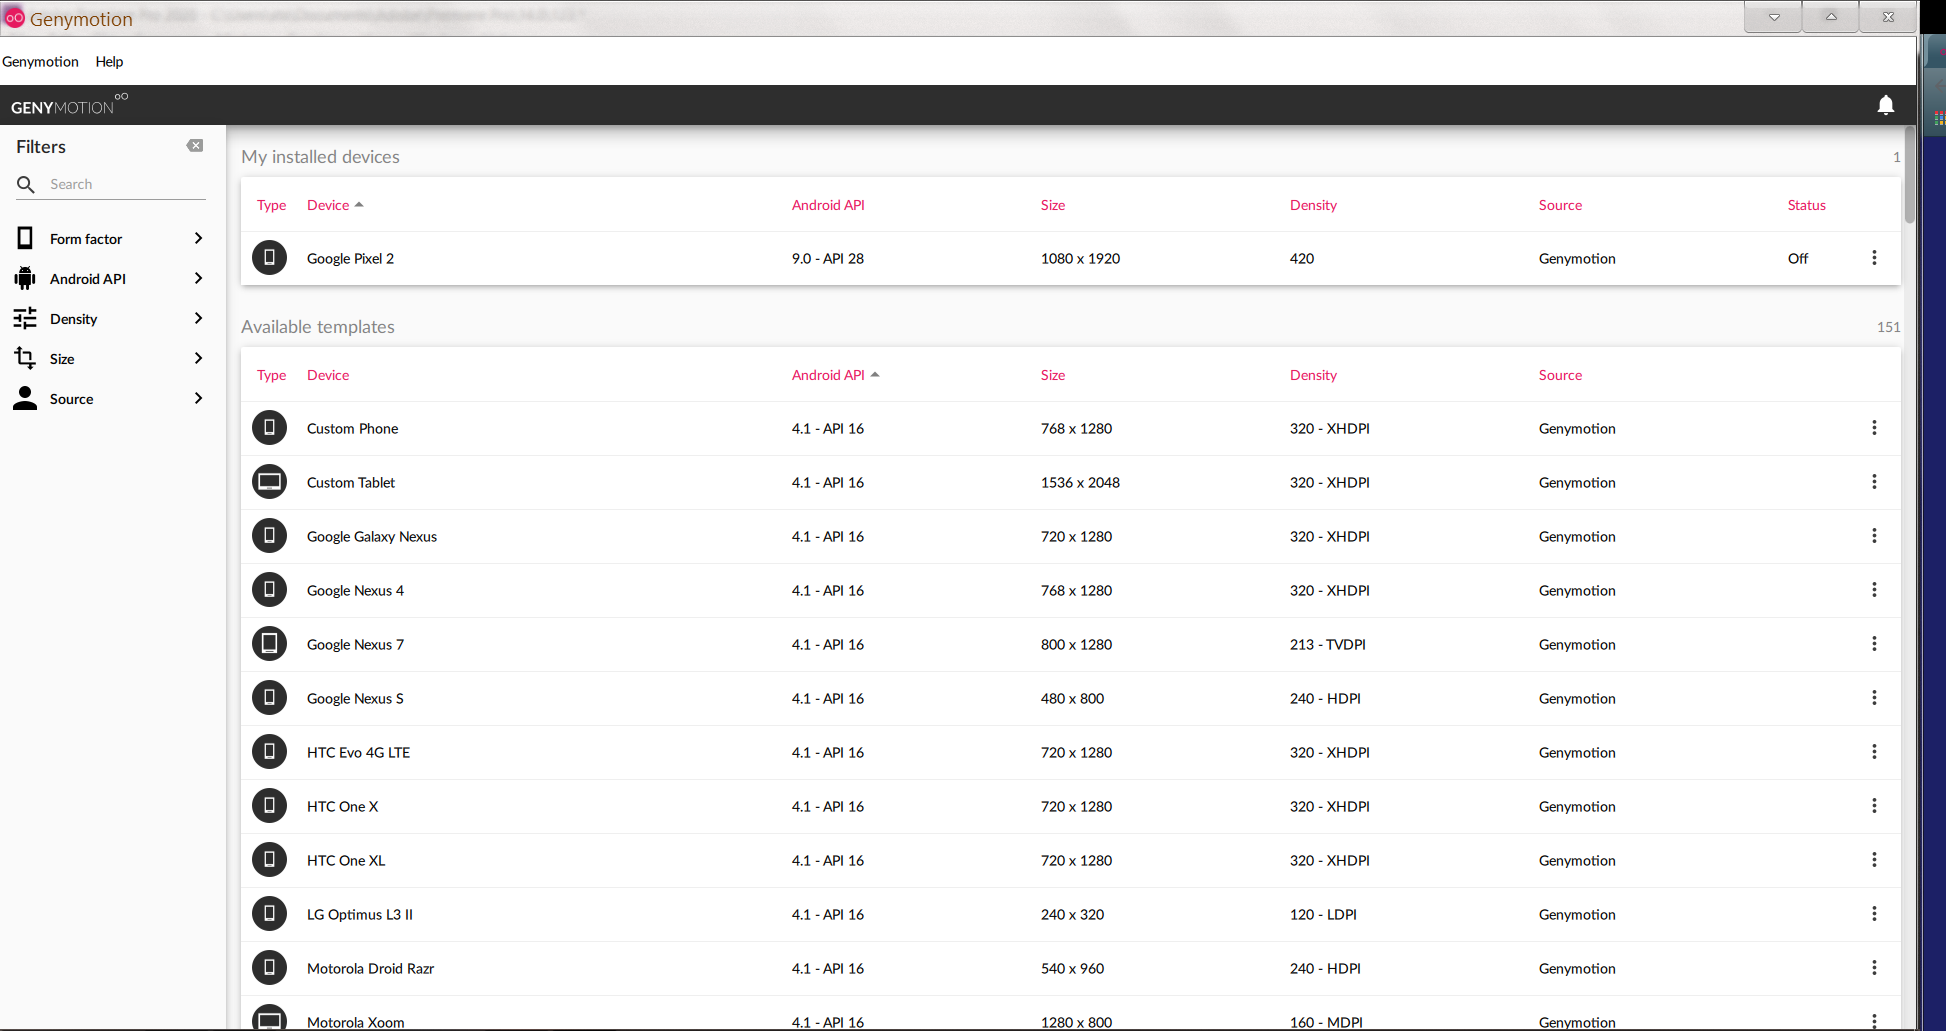 Genymotion
Genymotion Help
GENYMOTION
Filters
Search
Form factor
Android API
Density
Size
Source
My installed devices 1
Type Device Android API Size Density Source Status
Google Pixel 2 9.0 - API 28 1080 x 1920 420 Genymotion Off
Available templates 151
Type Device Android API Size Density Source
Custom Phone 4.1 - API 16 768 x 1280 320 - XHDPI Genymotion
Custom Tablet 4.1 - API 16 1536 x 2048 320 - XHDPI Genymotion
Google Galaxy Nexus 4.1 - API 16 720 x 1280 320 - XHDPI Genymotion
Google Nexus 4 4.1 - API 16 768 x 1280 320 - XHDPI Genymotion
Google Nexus 7 4.1 - API 16 800 x 1280 213 - TVDPI Genymotion
Google Nexus S 4.1 - API 16 480 x 800 240 - HDPI Genymotion
HTC Evo 4G LTE 4.1 - API 16 720 x 1280 320 - XHDPI Genymotion
HTC One X 4.1 - API 16 720 x 1280 320 - XHDPI Genymotion
HTC One XL 4.1 - API 16 720 x 1280 320 - XHDPI Genymotion
LG Optimus L3 II 4.1 - API 16 240 x 320 120 - LDPI Genymotion
Motorola Droid Razr 4.1 - API 16 540 x 960 240 - HDPI Genymotion
Motorola Xoom 4.1 - API 16 1280 x 800 160 - MDPI Genymotion